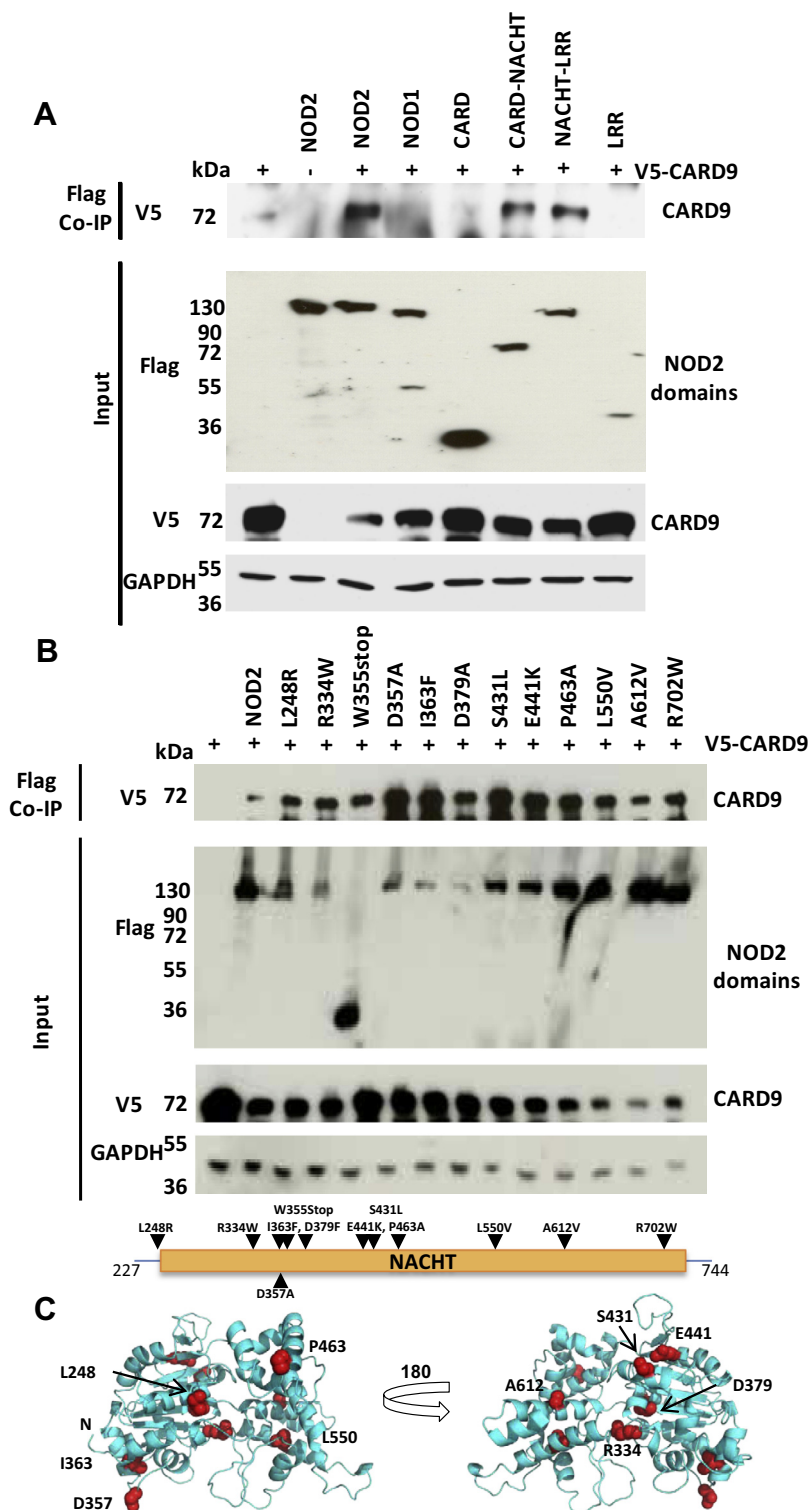 A
NOD2
NOD2
NOD1
CARD
CARD-NACHT
NACHT-LRR
LRR
kDa + - + + + + + + V5-CARD9
Flag Co-IP
V5 72 CARD9
Input
Flag
130
90
72
55
36
NOD2 domains
V5 72 CARD9
GAPDH
55
36
B
NOD2
L248R
R334W
W355stop
D357A
I363F
D379A
S431L
E441K
P463A
L550V
A612V
R702W
kDa + + + + + + + + + + + + + + V5-CARD9
Flag Co-IP
V5 72 CARD9
Input
Flag
130
90
72
55
36
NOD2 domains
V5 72 CARD9
GAPDH
55
36
W355Stop S431L
L248R R334W I363F, D379F E441K, P463A L550V A612V R702W
227 NACHT 744
D357A
C
L248
N
I363
D357
P463
L550
180
S431
E441
A612
D379
R334